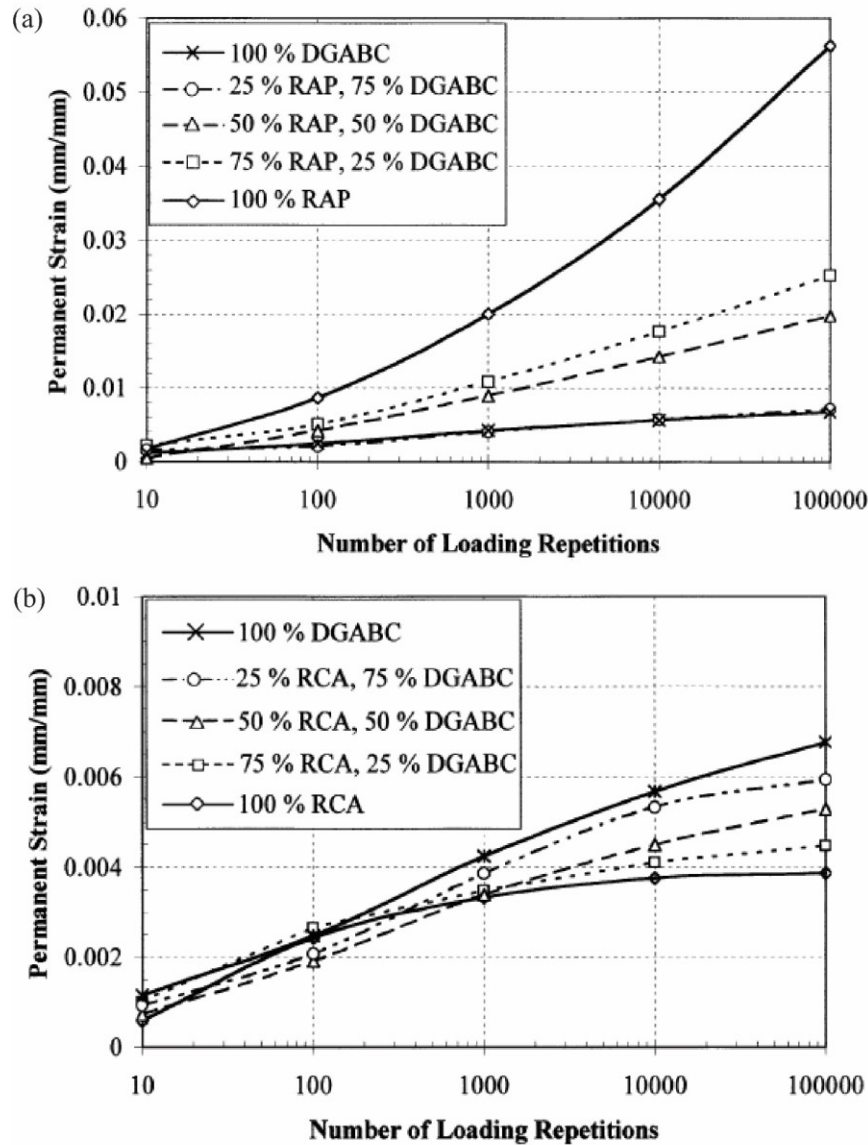 (a)
0.06
0.05
0.04
0.03
0.02
0.01
0
Permanent Strain (mm/mm)
100 % DGABC
25 % RAP, 75 % DGABC
50 % RAP, 50 % DGABC
75 % RAP, 25 % DGABC
100 % RAP
10 100 1000 10000 100000
Number of Loading Repetitions
(b)
0.01
0.008
0.006
0.004
0.002
0
Permanent Strain (mm/mm)
100 % DGABC
25 % RCA, 75 % DGABC
50 % RCA, 50 % DGABC
75 % RCA, 25 % DGABC
100 % RCA
10 100 1000 10000 100000
Number of Loading Repetitions